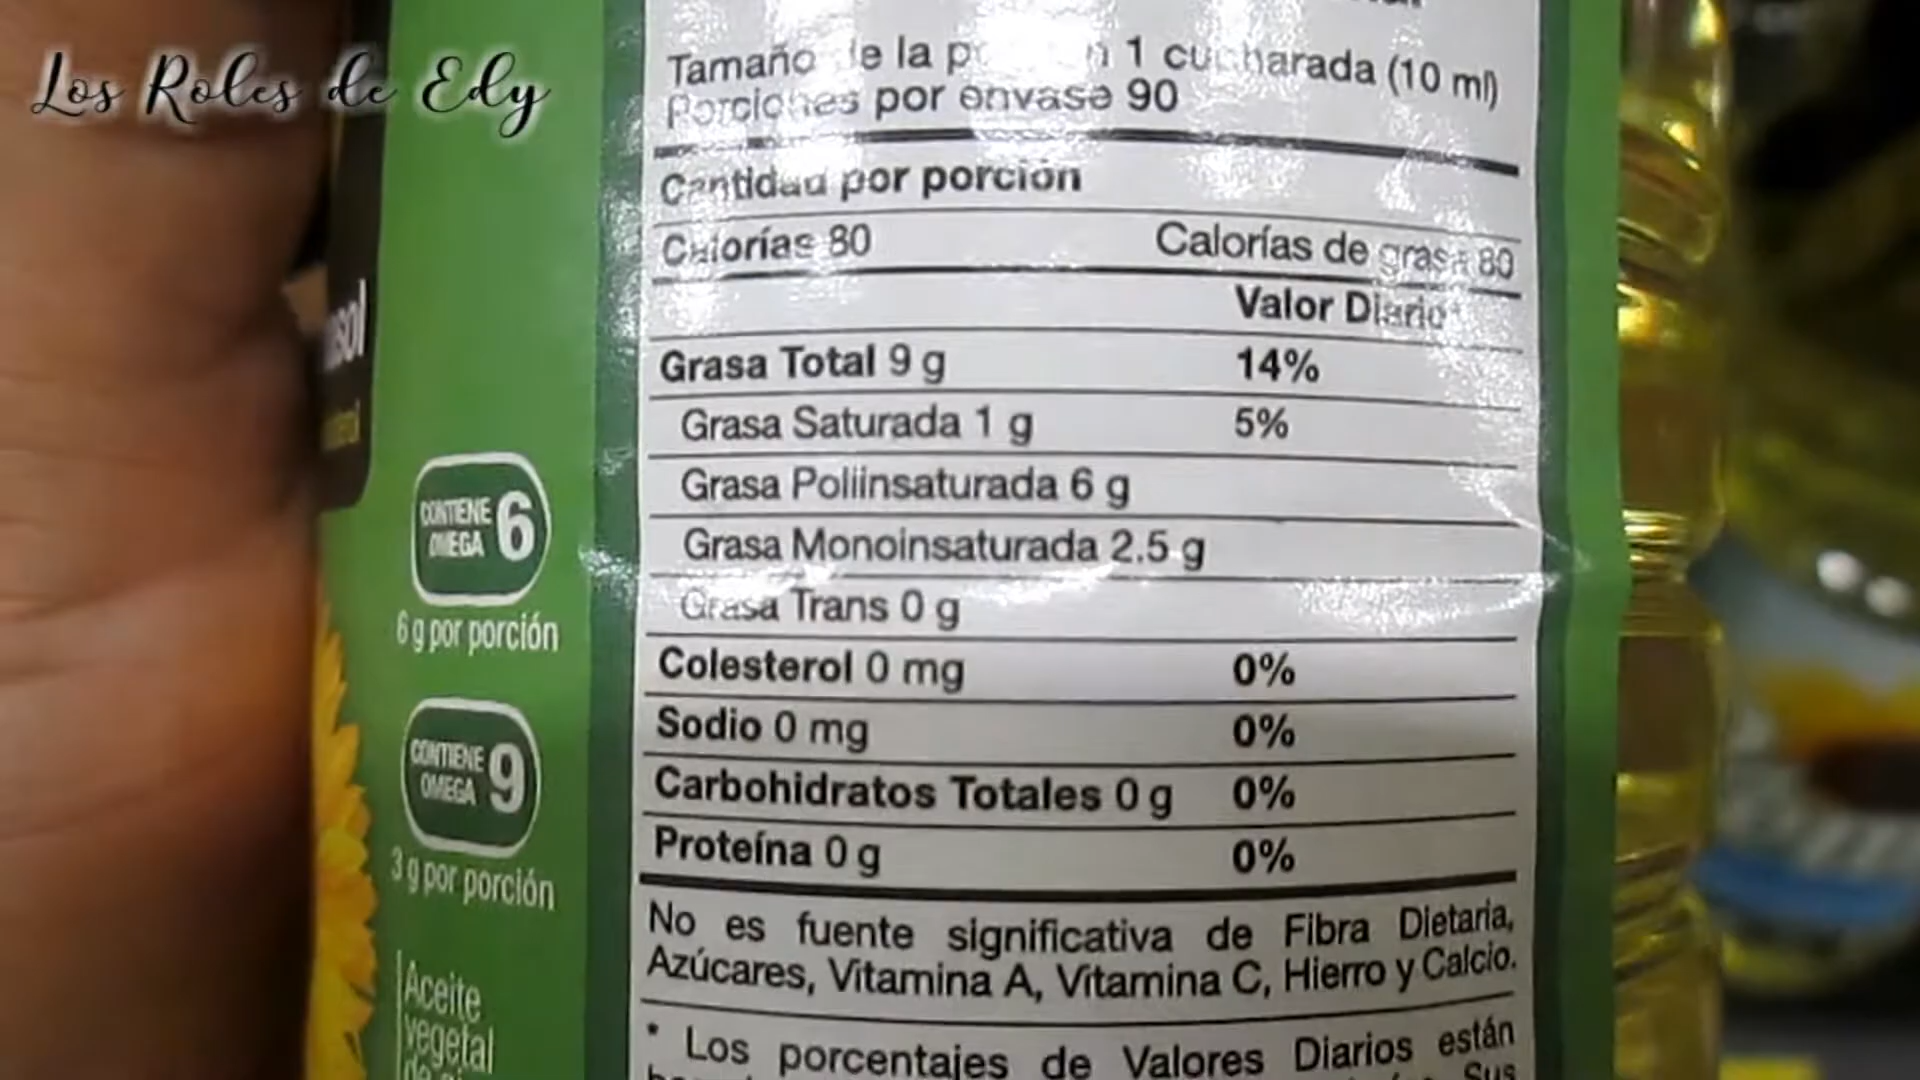 Los Roles de Edy
Tamaño de la 1 cucharada (10 ml)
Porciones por envase 90
Cantidad por porción
Calorías 80 Calorías de grasa 80
Valor Diario*
Grasa Total 9 g 14%
Grasa Saturada 1 g 5%
Grasa Poliinsaturada 6 g
Grasa Monoinsaturada 2.5 g
Grasa Trans 0 g
Colesterol 0 mg 0%
Sodio 0 mg 0%
Carbohidratos Totales 0 g 0%
Proteína 0 g 0%
No es fuente significativa de Fibra Dietaria,
Azúcares, Vitamina A, Vitamina C, Hierro y Calcio.
* Los porcentajes de Valores Diarios están
Sus
CONTIENE
OMEGA 6
6 g por porción
CONTIENE
OMEGA 9
3 g por porción
Aceite
vegetal